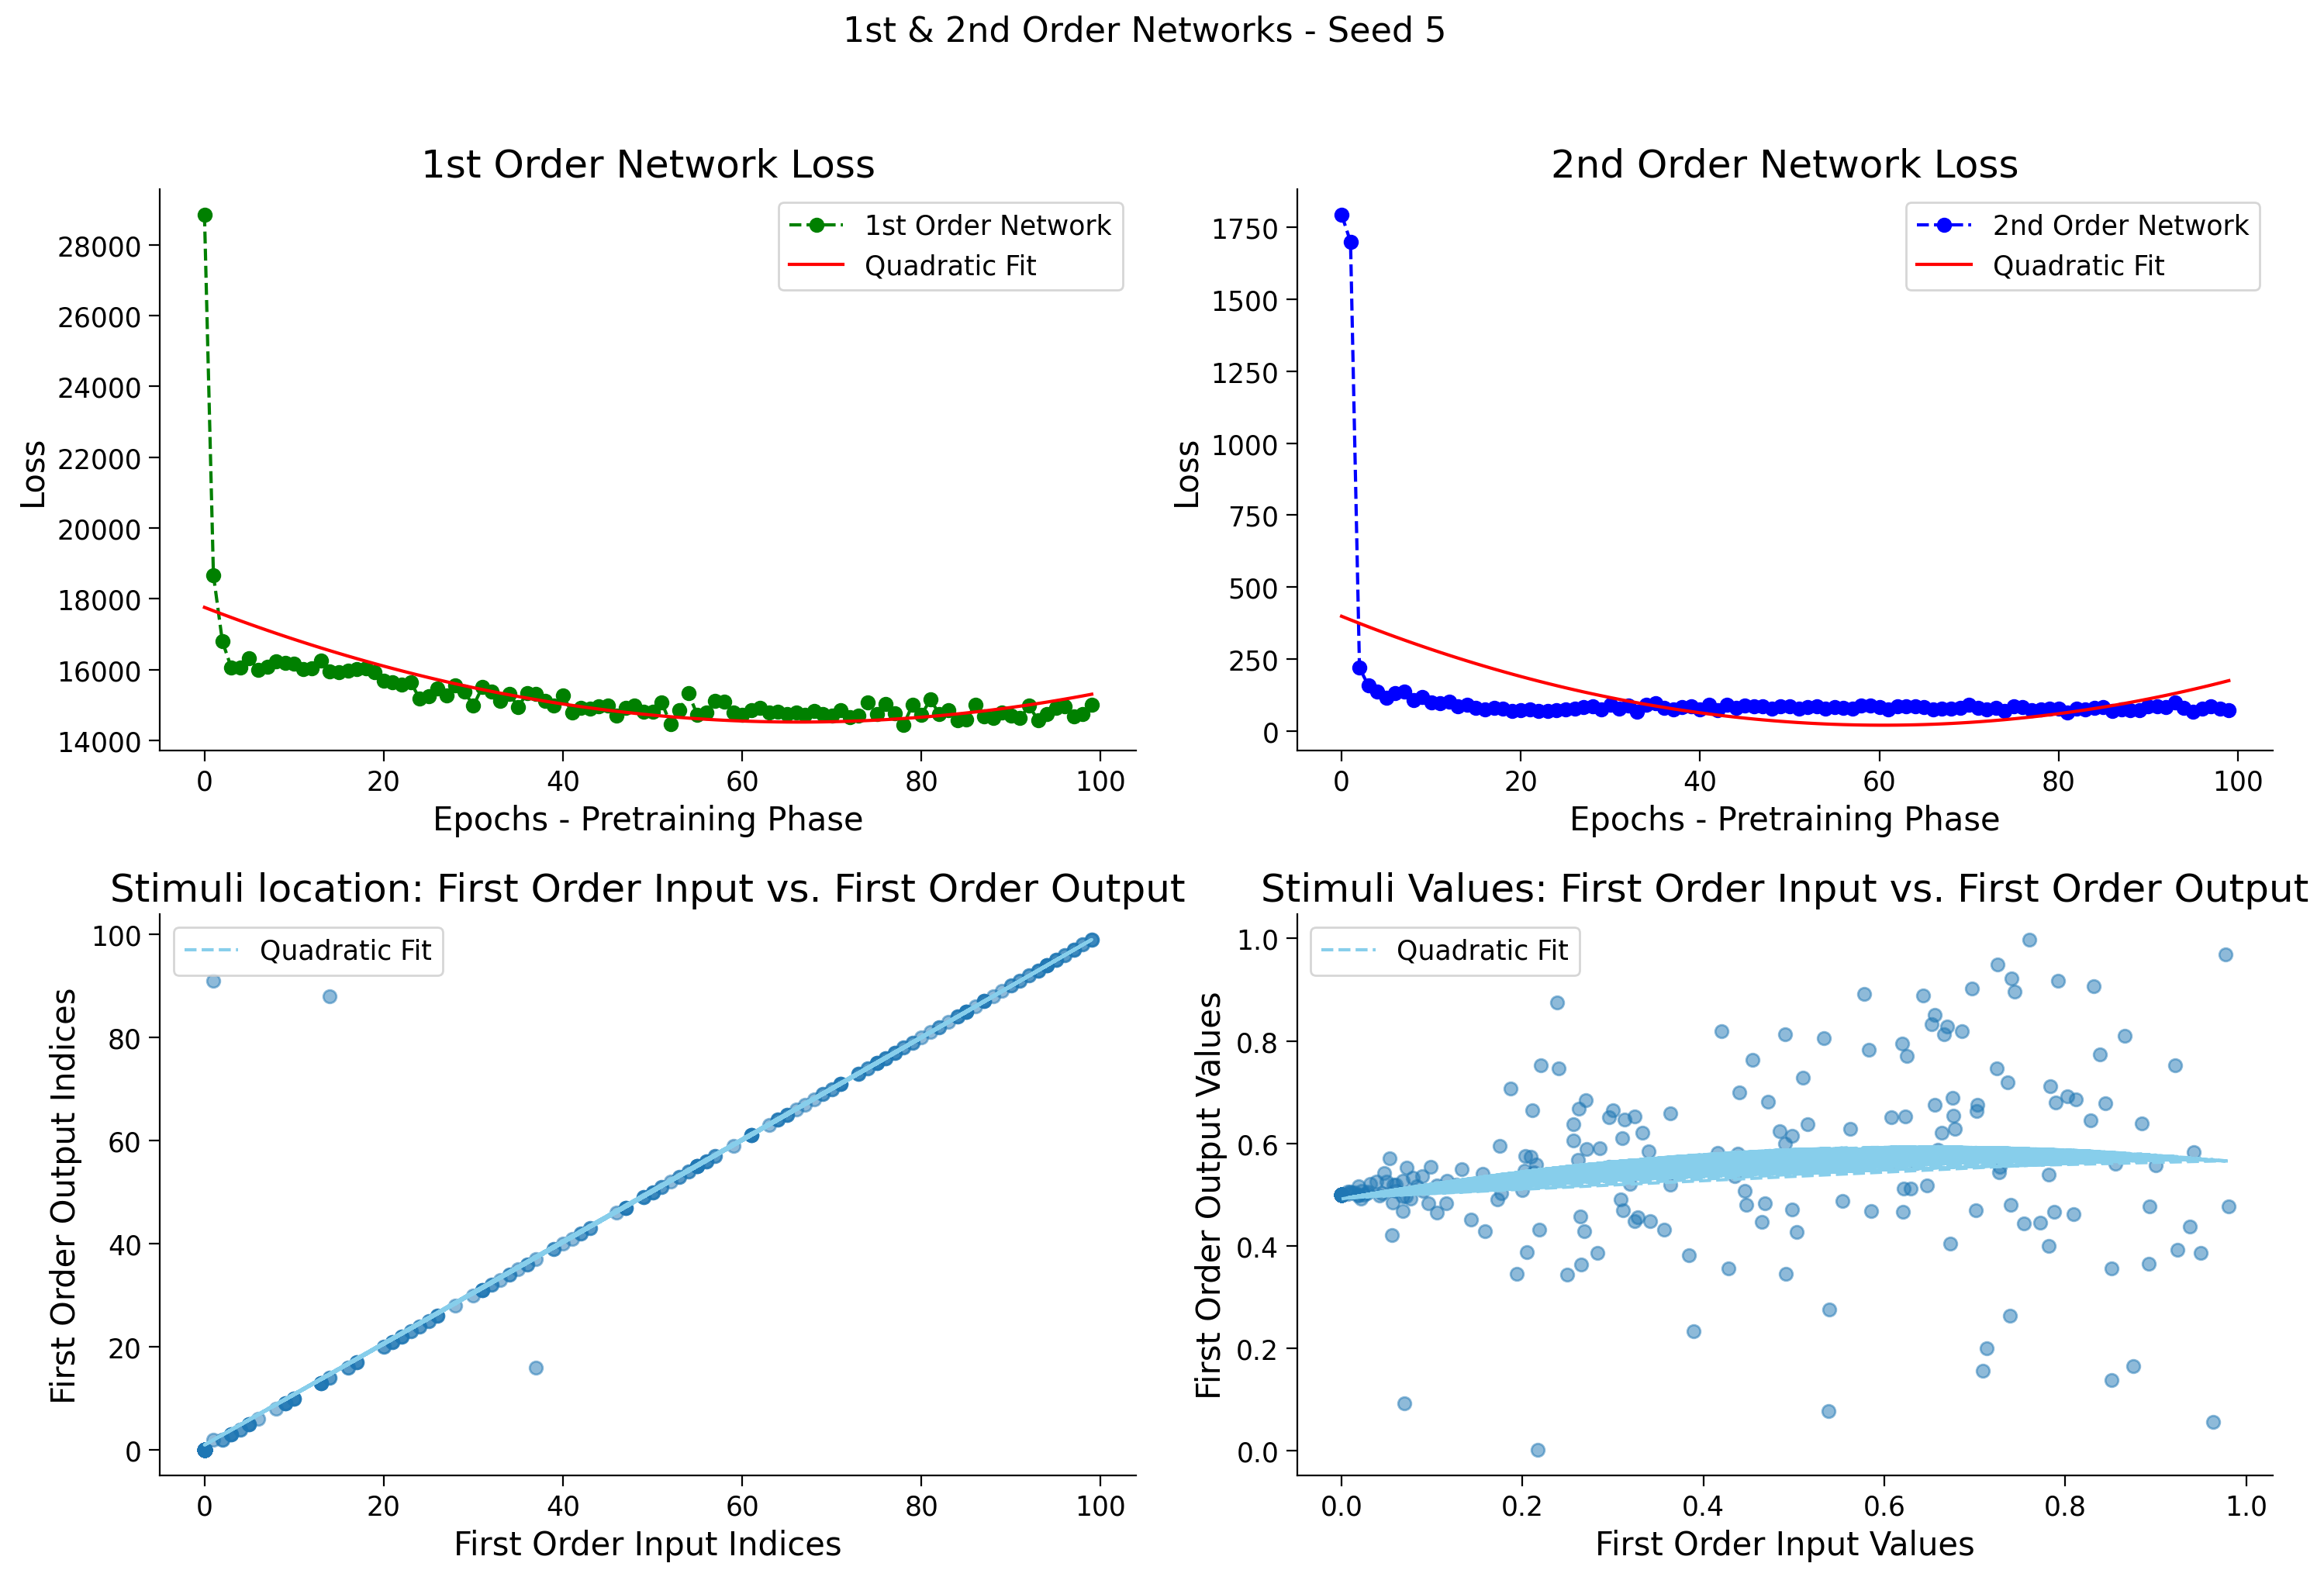 1st & 2nd Order Networks - Seed 5
1st Order Network Loss
28000
26000
24000
22000
20000
18000
16000
14000
Loss
1st Order Network
Quadratic Fit
0 20 40 60 80 100
Epochs - Pretraining Phase
2nd Order Network Loss
1750
1500
1250
1000
750
500
250
0
Loss
2nd Order Network
Quadratic Fit
0 20 40 60 80 100
Epochs - Pretraining Phase
Stimuli location: First Order Input vs. First Order Output
100
80
60
40
20
0
First Order Output Indices
Quadratic Fit
0 20 40 60 80 100
First Order Input Indices
Stimuli Values: First Order Input vs. First Order Output
1.0
0.8
0.6
0.4
0.2
0.0
First Order Output Values
Quadratic Fit
0.0 0.2 0.4 0.6 0.8 1.0
First Order Input Values